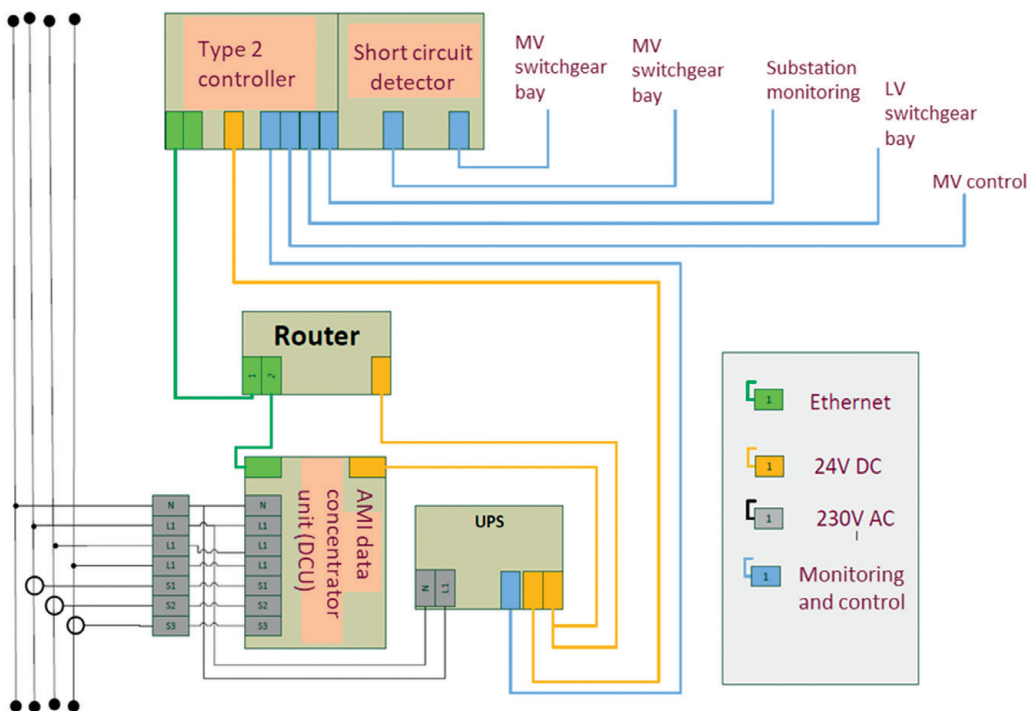 Type 2
controller
Short circuit
detector
MV
switchgear
bay
MV
switchgear
bay
Substation
monitoring
LV
switchgear
bay
MV control
Router
1
2
AMI data
concentrator
unit (DCU)
N
L1
L1
L1
S1
S2
S3
N
L1
L1
L1
S1
S2
S3
UPS
N
L1
1
Ethernet
1
24V DC
1
230V AC
1
Monitoring
and control